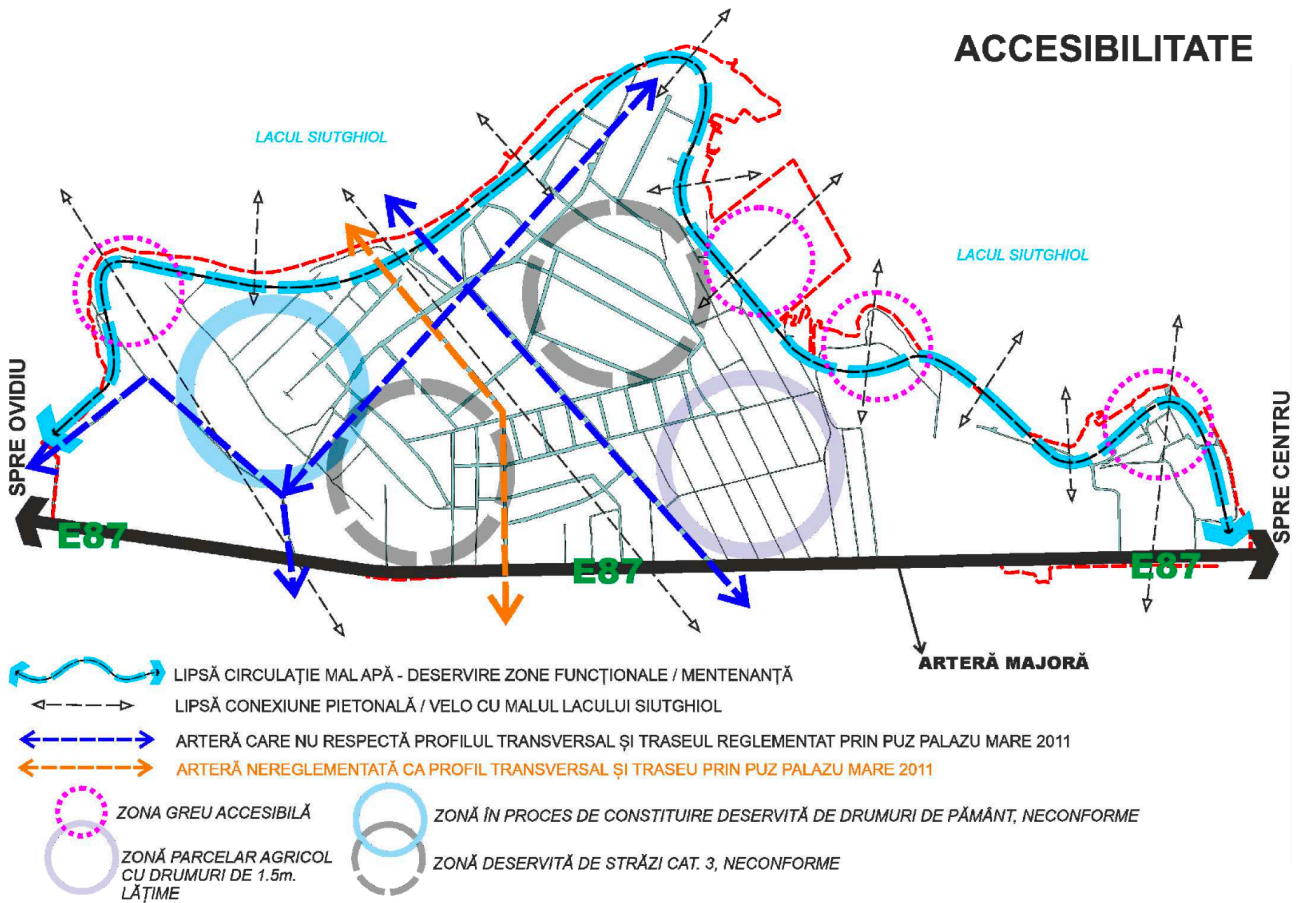 ACCESIBILITATE
LACUL SIUTGHIOL
LACUL SIUTGHIOL
SPRE OVIDIU
SPRE CENTRU
E87
E87
E87
ARTERĂ MAJORĂ
LIPSĂ CIRCULAȚIE MAL APĂ - DESERVIRE ZONE FUNCȚIONALE / MENTENANȚĂ
LIPSĂ CONEXIUNE PIETONALĂ / VELO CU MALUL LACULUI SIUTGHIOL
ARTERĂ CARE NU RESPECTĂ PROFILUL TRANSVERSAL ȘI TRASEUL REGLEMENTAT PRIN PUZ PALAZU MARE 2011
ARTERĂ NEREGLEMENTATĂ CA PROFIL TRANSVERSAL ȘI TRASEU PRIN PUZ PALAZU MARE 2011
ZONA GREU ACCESIBILĂ
ZONĂ PARCELAR AGRICOL
CU DRUMURI DE 1.5m.
LĂȚIME
ZONĂ ÎN PROCES DE CONSTITUIRE DESERVITĂ DE DRUMURI DE PĂMÂNT, NECONFORME
ZONĂ DESERVITĂ DE STRĂZI CAT. 3, NECONFORME